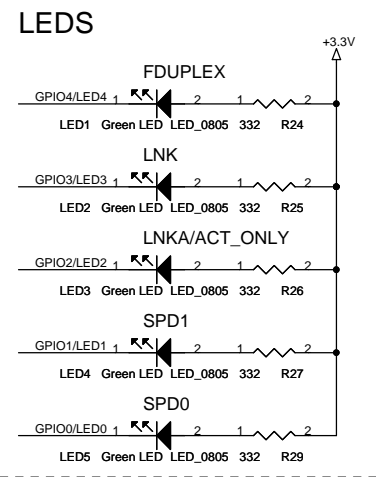 LEDS
+3.3V
FDUPLEX
GPIO4/LED4 1 2 1 2
LED1 Green LED LED_0805 332 R24
LNK
GPIO3/LED3 1 2 1 2
LED2 Green LED LED_0805 332 R25
LNKA/ACT_ONLY
GPIO2/LED2 1 2 1 2
LED3 Green LED LED_0805 332 R26
SPD1
GPIO1/LED1 1 2 1 2
LED4 Green LED LED_0805 332 R27
SPD0
GPIO0/LED0 1 2 1 2
LED5 Green LED LED_0805 332 R29